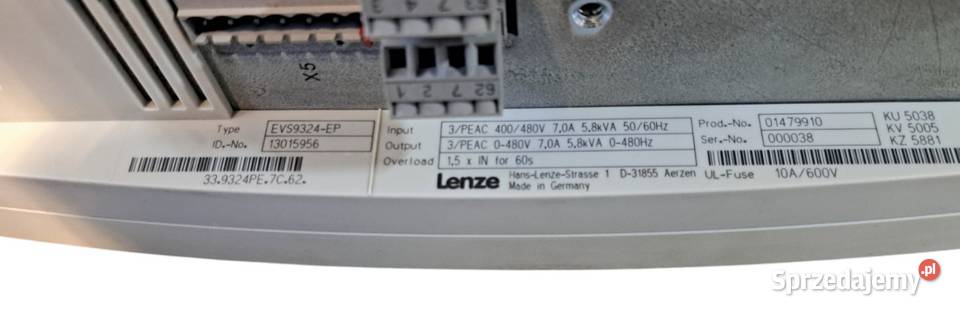 63 7 4
X5
62 7 2 1
Type EVS9324-EP
ID.-No. 13015956
33.9324PE.7C.62.
Input 3/PEAC 400/480V 7,0A 5,8kVA 50/60Hz
Output 3/PEAC 0-480V 7,0A 5,8kVA 0-480Hz
Overload 1,5 x IN for 60s
Lenze Hans-Lenze-Strasse 1 D-31855 Aerzen
Made in Germany
Prod.-No. 01479910
Ser.-No. 000038
UL-Fuse 10A/600V
KU 5038
KV 5005
KZ 5881
Sprzedajemy.pl